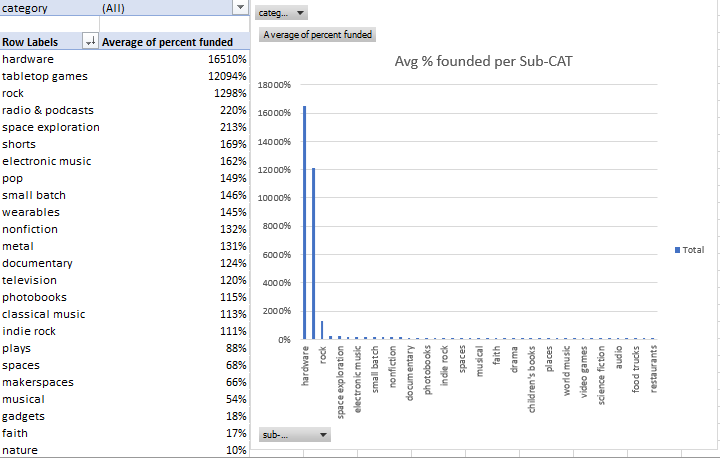 category (All)
Row Labels Average of percent funded
hardware 16510%
tabletop games 12094%
rock 1298%
radio & podcasts 220%
space exploration 213%
shorts 169%
electronic music 162%
pop 149%
small batch 146%
wearables 145%
nonfiction 132%
metal 131%
documentary 124%
television 120%
photobooks 115%
classical music 113%
indie rock 111%
plays 88%
spaces 68%
makerspaces 66%
musical 54%
gadgets 18%
faith 17%
nature 10%
categ...
Average of percent funded
Avg % founded per Sub-CAT
18000%
16000%
14000%
12000%
10000%
8000%
6000%
4000%
2000%
0%
hardware
rock
space exploration
electronic music
small batch
nonfiction
documentary
photobooks
indie rock
spaces
musical
faith
drama
children's books
places
world music
video games
science fiction
audio
food trucks
restaurants
Total
sub-...